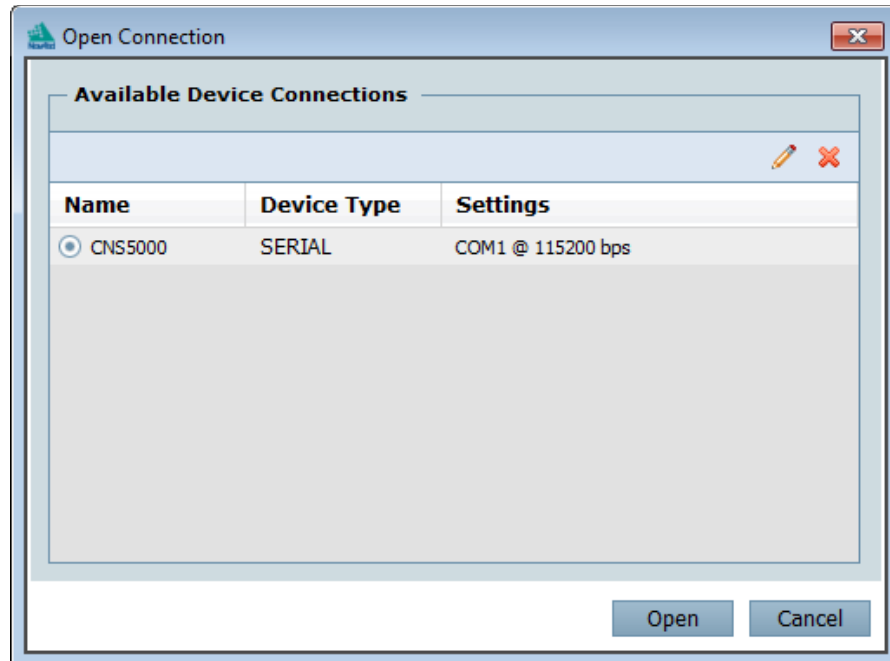 Open Connection
Available Device Connections
Name Device Type Settings
CNS5000 SERIAL COM1 @ 115200 bps
Open Cancel